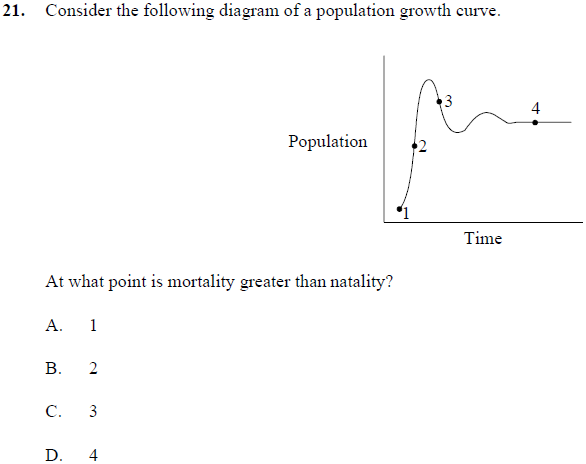 21. Consider the following diagram of a population growth curve.
3
4
Population
2
1
Time
At what point is mortality greater than natality?
A. 1
B. 2
C. 3
D. 4